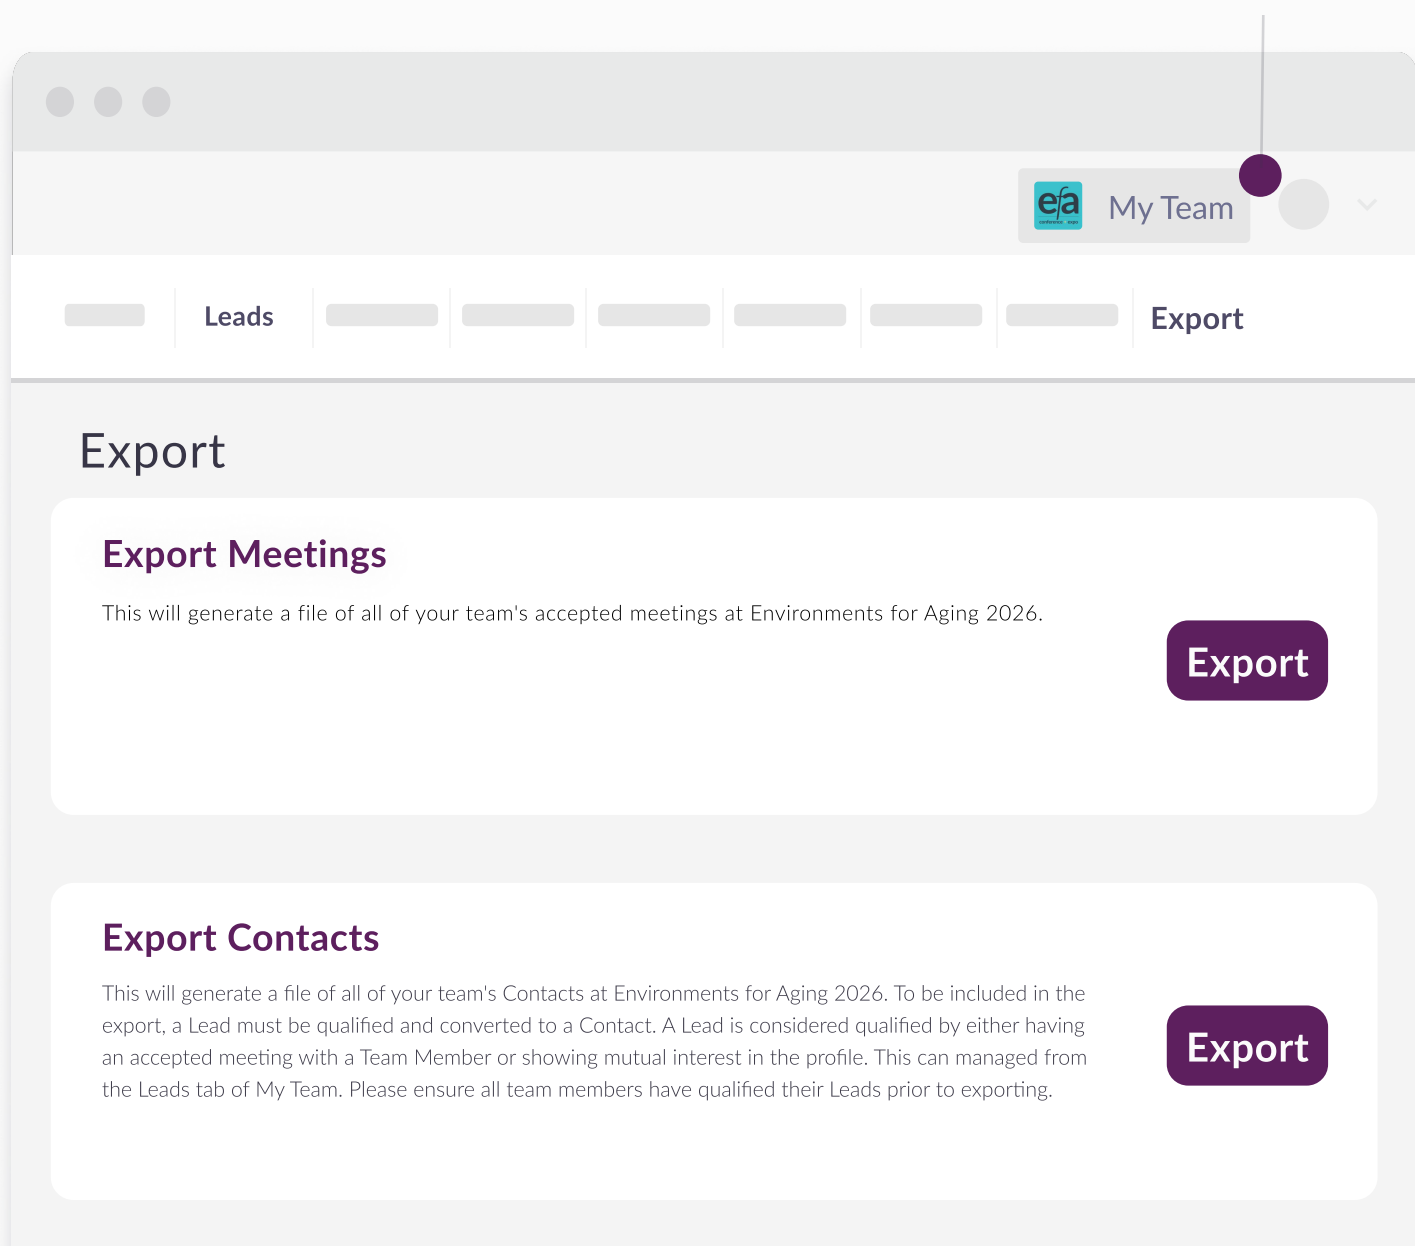 efa
conference + expo
My Team
Leads
Export
Export
Export Meetings
This will generate a file of all of your team's accepted meetings at Environments for Aging 2026.
Export
Export Contacts
This will generate a file of all of your team's Contacts at Environments for Aging 2026. To be included in the
export, a Lead must be qualified and converted to a Contact. A Lead is considered qualified by either having
an accepted meeting with a Team Member or showing mutual interest in the profile. This can managed from
the Leads tab of My Team. Please ensure all team members have qualified their Leads prior to exporting.
Export